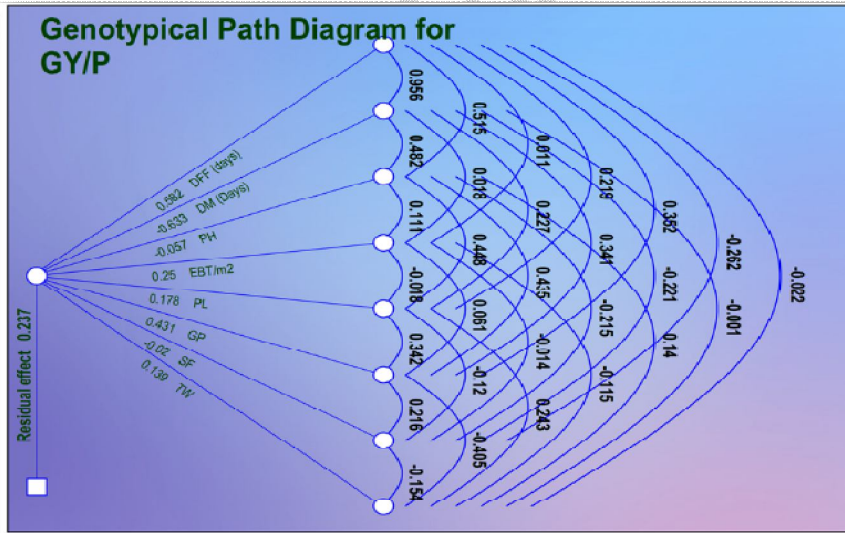 Genotypical Path Diagram for
GY/P
0.582 DFF (days)
-0.633 DM (Days)
-0.057 PH
0.25 EBT/m2
0.178 PL
0.431 GP
-0.02 SF
0.139 TW
Residual effect 0.237
0.956
0.482
0.111
-0.018
0.342
0.216
-0.154
0.515
0.018
0.448
0.061
-0.12
-0.405
0.011
0.227
0.435
-0.014
0.243
0.218
0.341
-0.215
-0.115
0.352
-0.221
0.14
-0.262
-0.001
-0.022